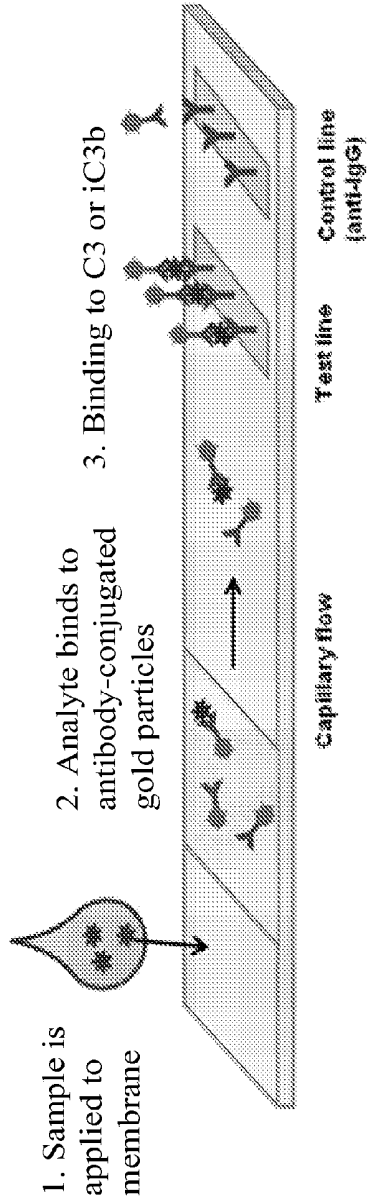 1. Sample is
applied to
membrane
2. Analyte binds to
antibody-conjugated
gold particles
3. Binding to C3 or iC3b
Capillary flow
Test line
Control line
(anti-IgG)